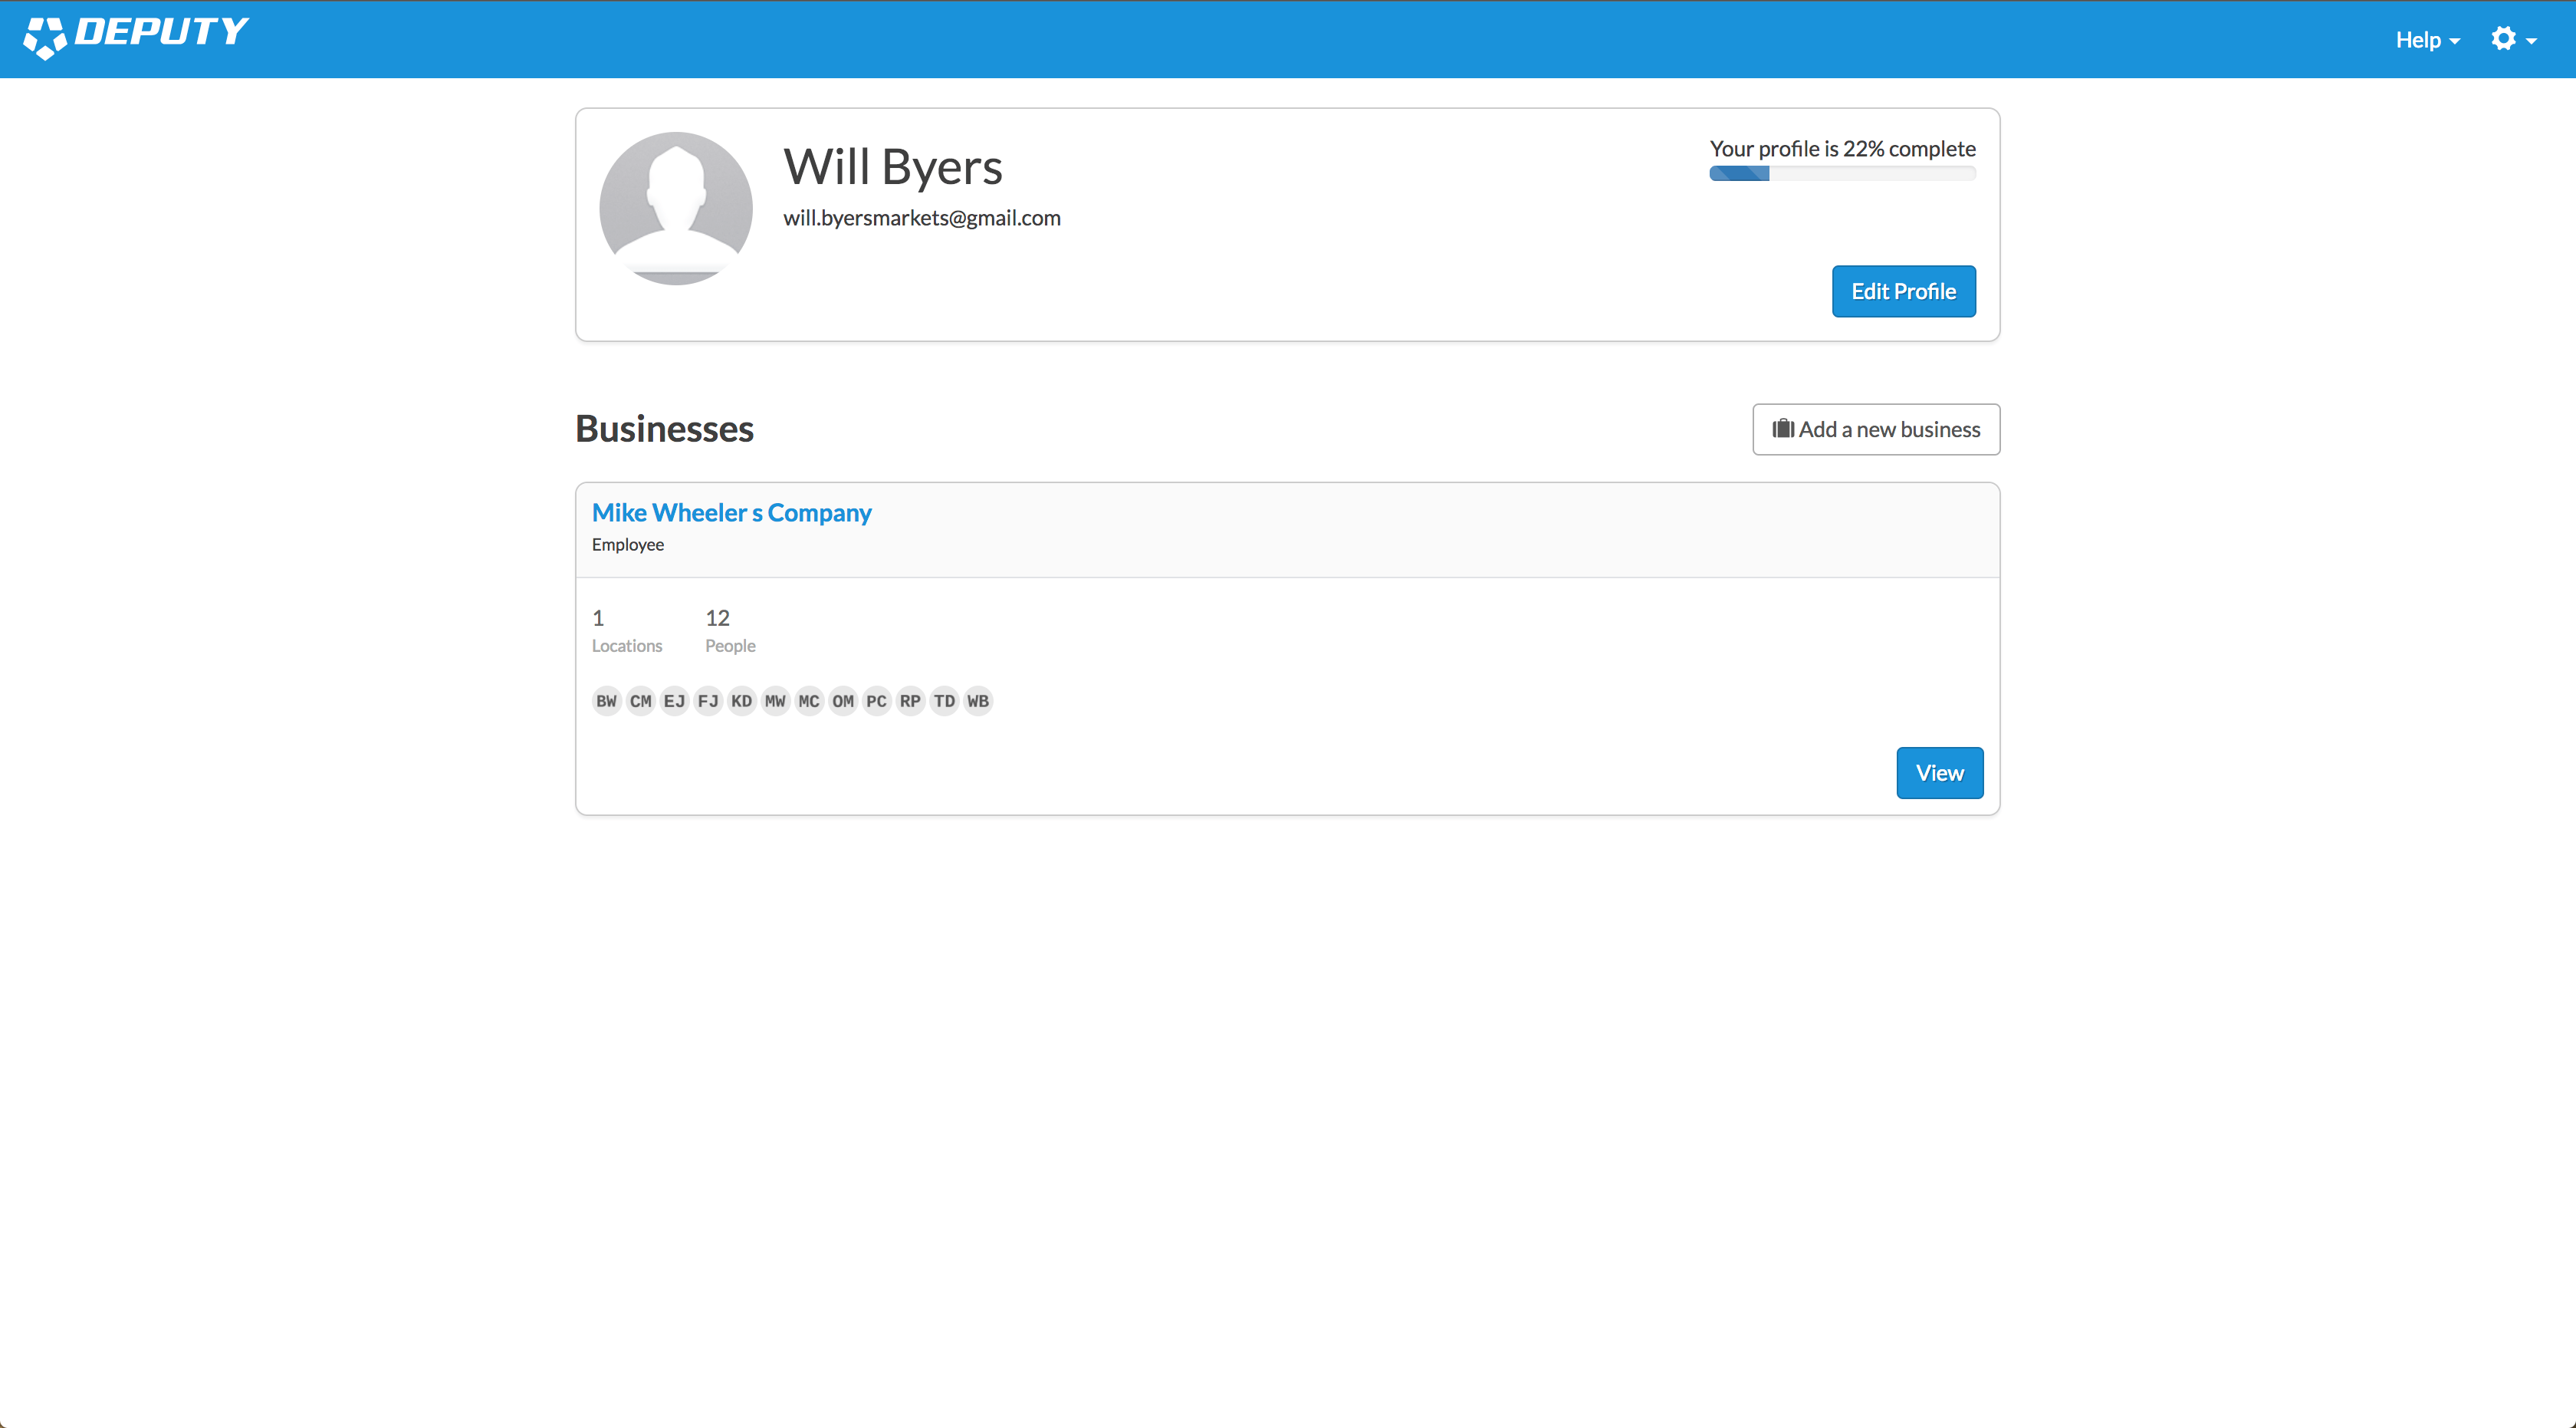 DEPUTY
Help
Will Byers
will.byersmarkets@gmail.com
Your profile is 22% complete
Edit Profile
Businesses
Add a new business
Mike Wheeler s Company
Employee
1 12
Locations People
BW CM EJ FJ KD MW MC OM PC RP TD WB
View